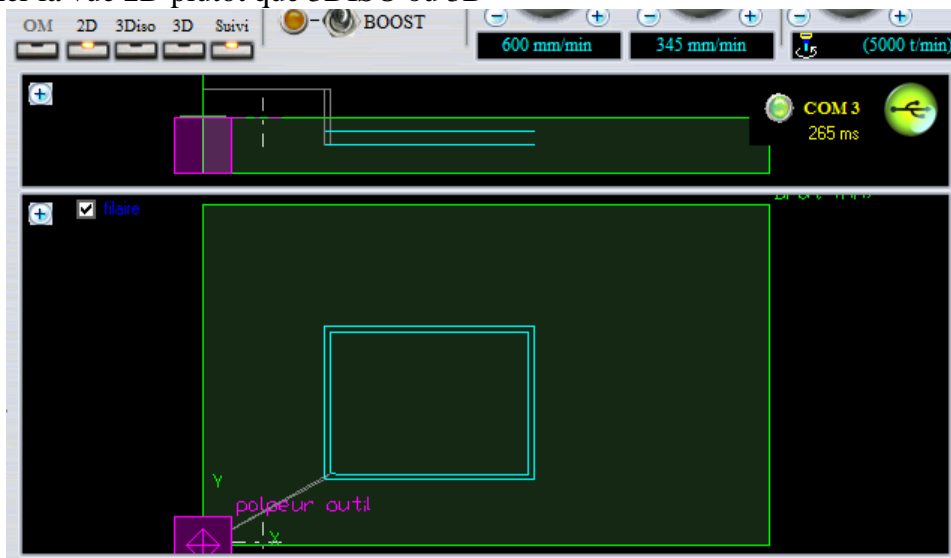 OM 2D 3Diso 3D Suivi BOOST
600 mm/min 345 mm/min (5000 t/min)
COM 3
265 ms
filaire
Y
palpeur outil
X